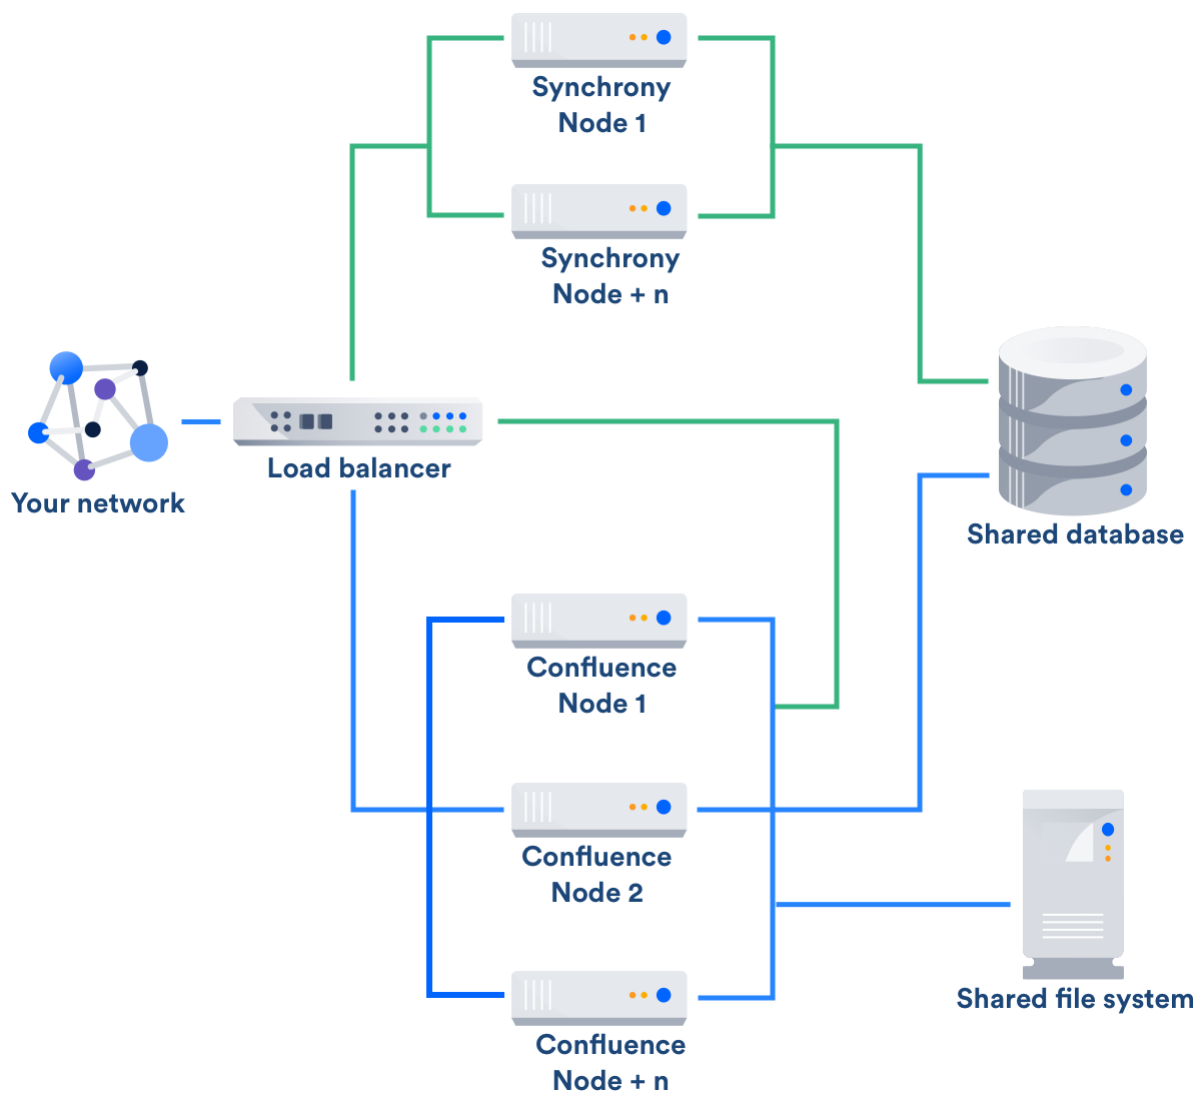 Synchrony
Node 1
Synchrony
Node + n
Your network
Load balancer
Shared database
Confluence
Node 1
Confluence
Node 2
Shared file system
Confluence
Node + n